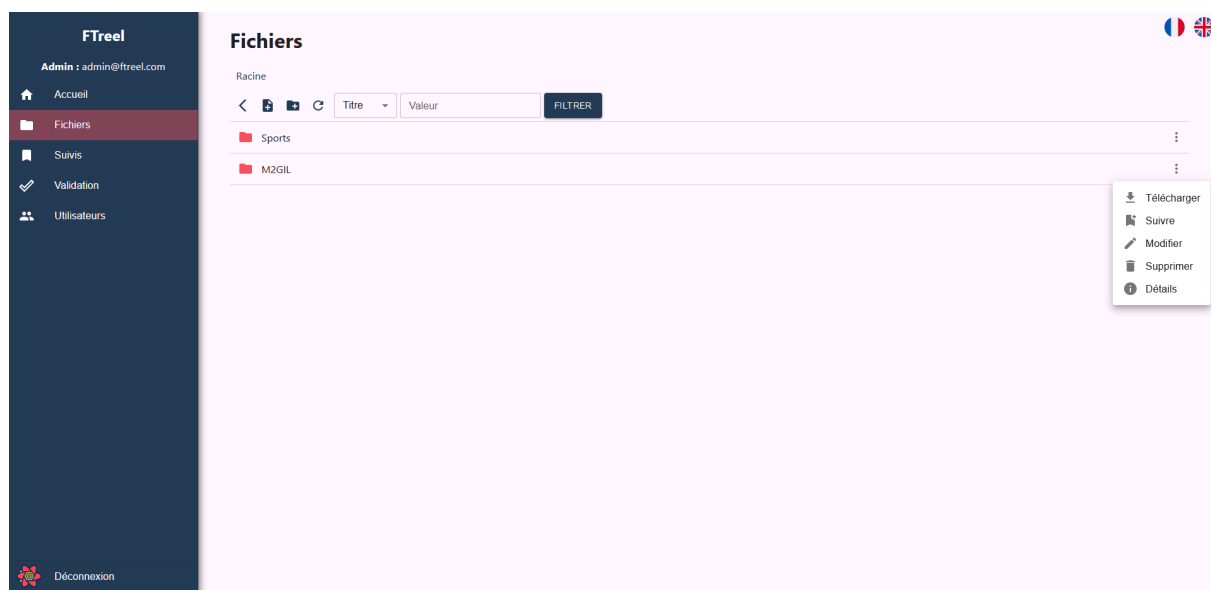 FTreel
Admin : admin@ftreel.com
Accueil
Fichiers
Suivis
Validation
Utilisateurs
Déconnexion
Fichiers
Racine
Titre Valeur FILTRER
Sports
M2GIL
Télécharger
Suivre
Modifier
Supprimer
Détails